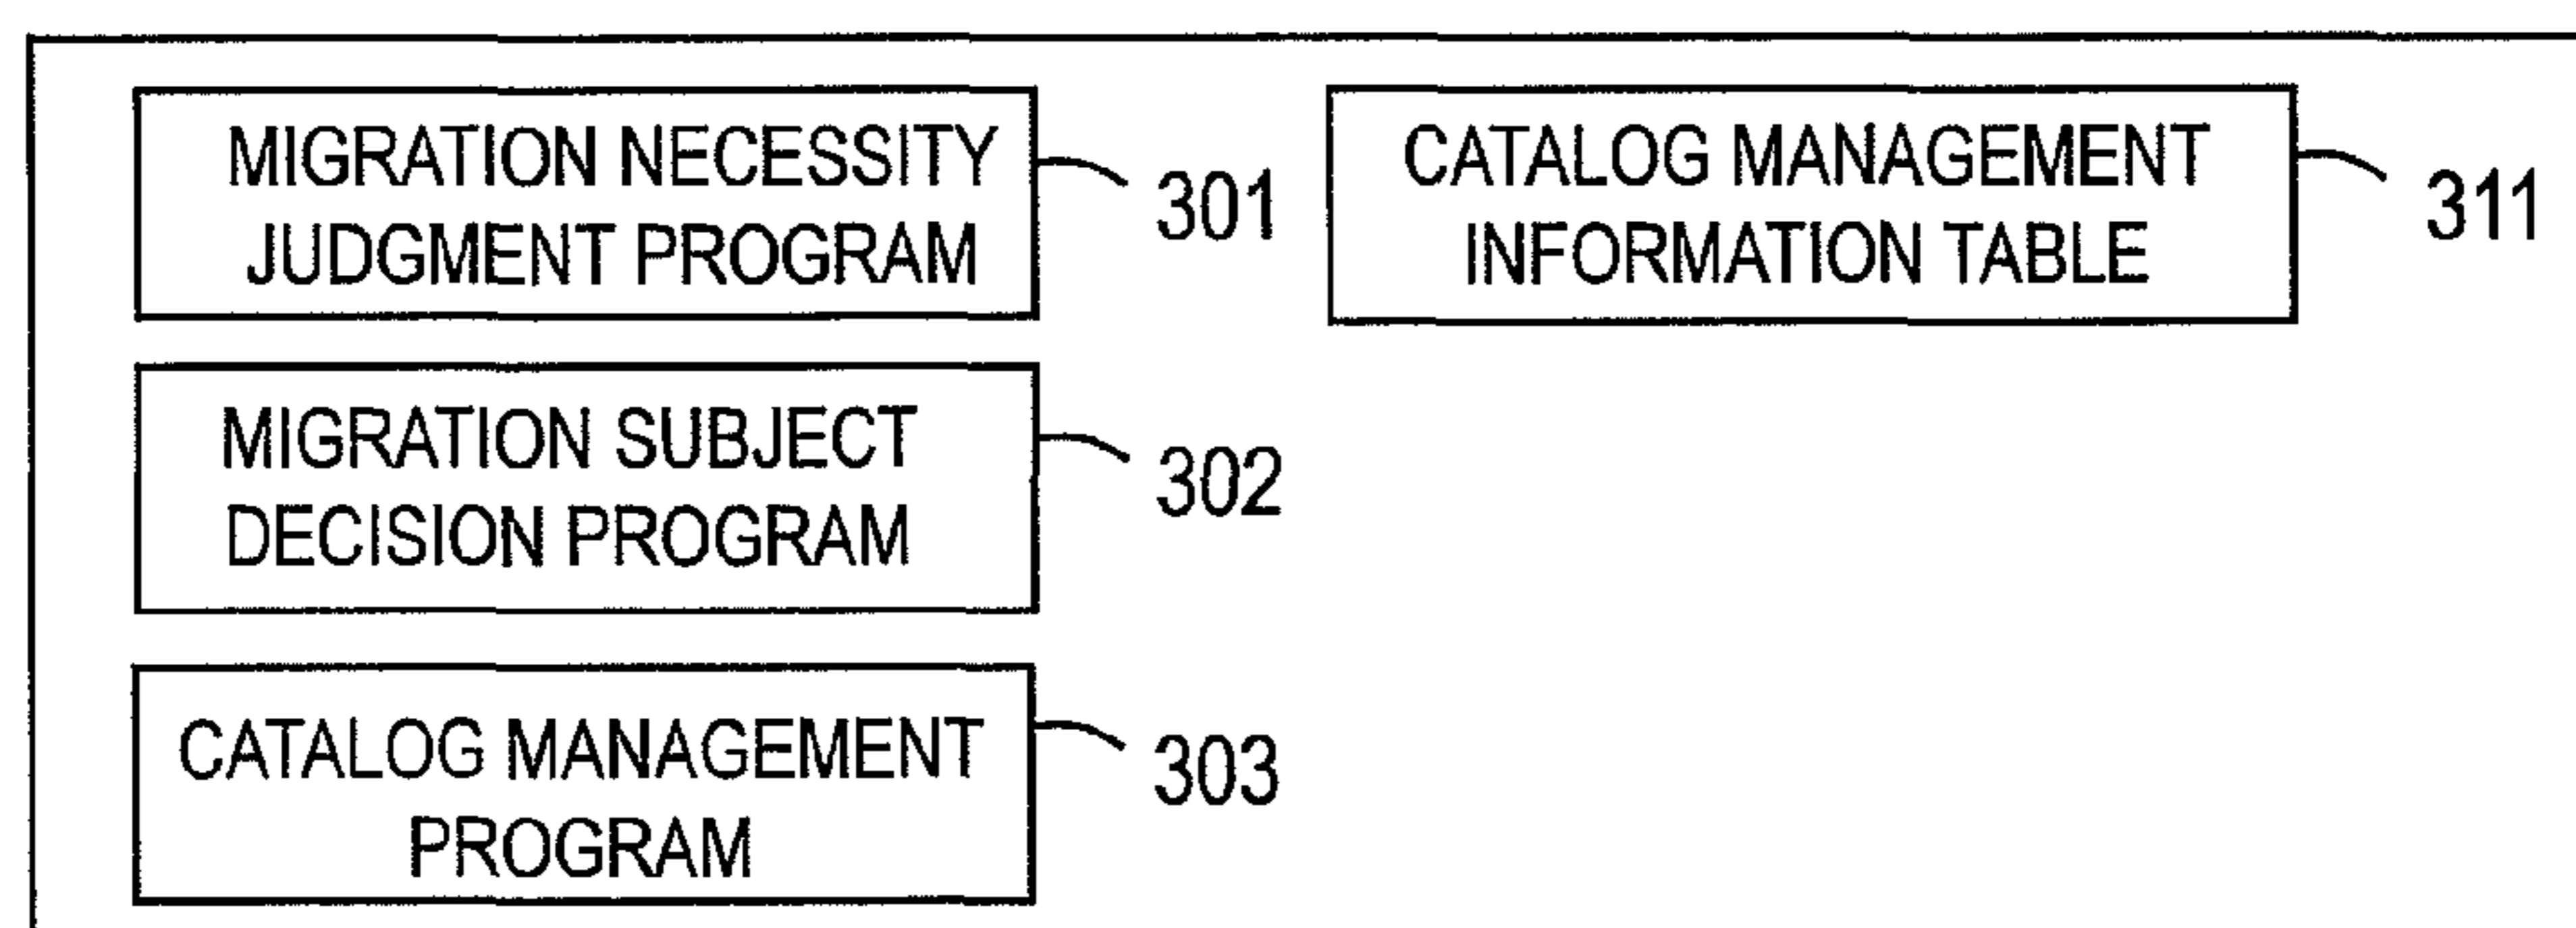 MIGRATION NECESSITY
JUDGMENT PROGRAM
301
CATALOG MANAGEMENT
INFORMATION TABLE
311
MIGRATION SUBJECT
DECISION PROGRAM
302
CATALOG MANAGEMENT
PROGRAM
303